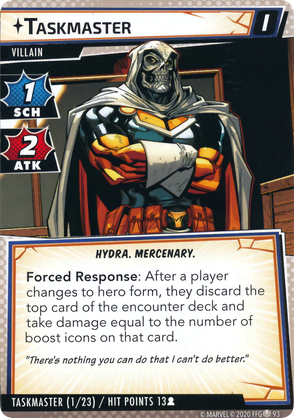 TASKMASTER
I
VILLAIN
1
SCH
2
ATK
HYDRA. MERCENARY.
Forced Response: After a player
changes to hero form, they discard the
top card of the encounter deck and
take damage equal to the number of
boost icons on that card.
"There's nothing you can do that I can't do better."
TASKMASTER (1/23) / HIT POINTS 13
© MARVEL © 2020 FFG 93